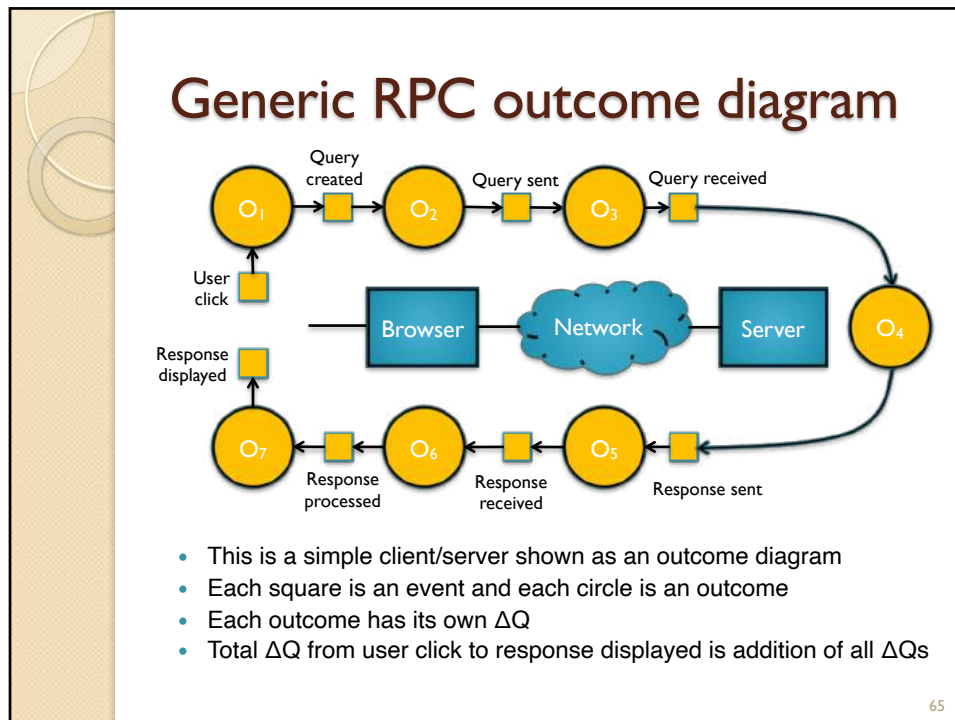 Generic RPC outcome diagram
Query
created
Query sent
Query received
O₁
O₂
O₃
User
click
Browser
Network
Server
O₄
Response
displayed
O₇
O₆
O₅
Response
processed
Response
received
Response sent
• This is a simple client/server shown as an outcome diagram
• Each square is an event and each circle is an outcome
• Each outcome has its own ΔQ
• Total ΔQ from user click to response displayed is addition of all ΔQs
65